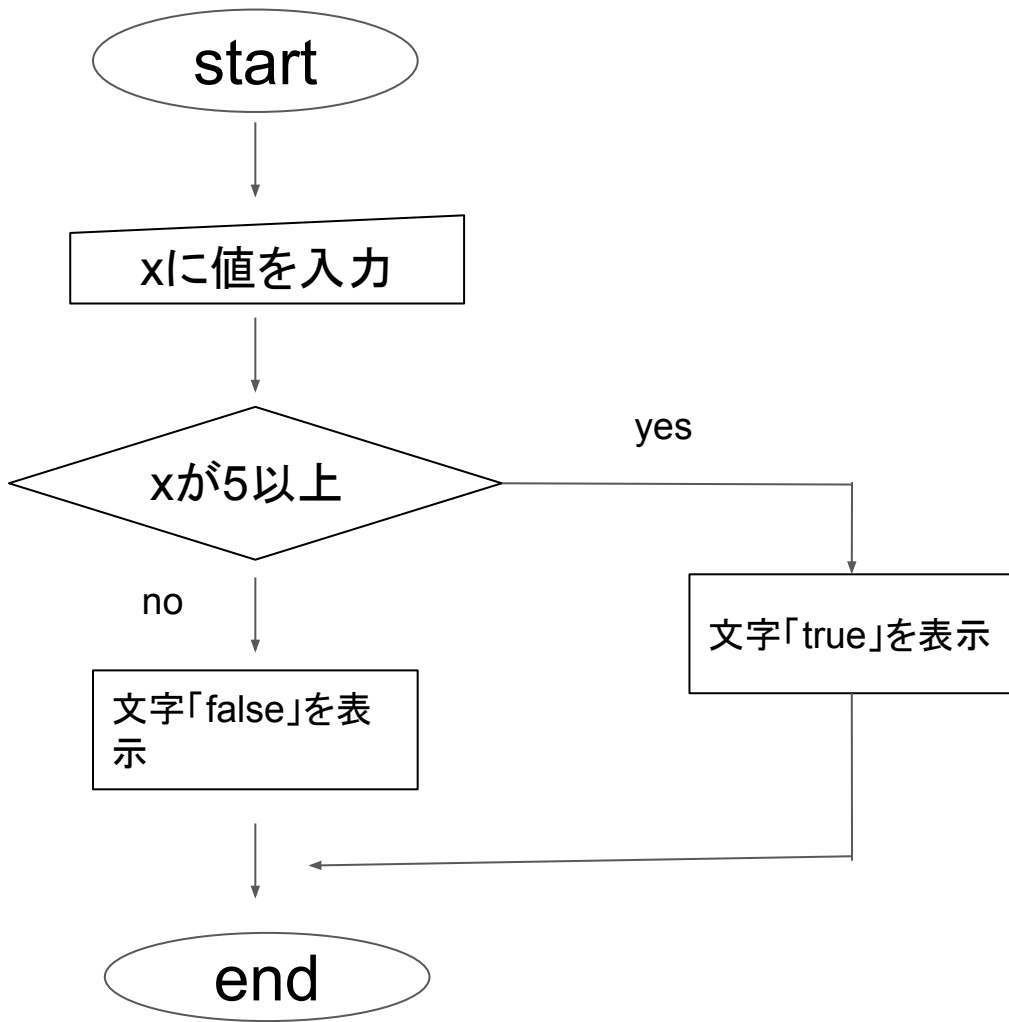 start
xに値を入力
xが5以上
yes
no
文字「true」を表示
文字「false」を表
示
end